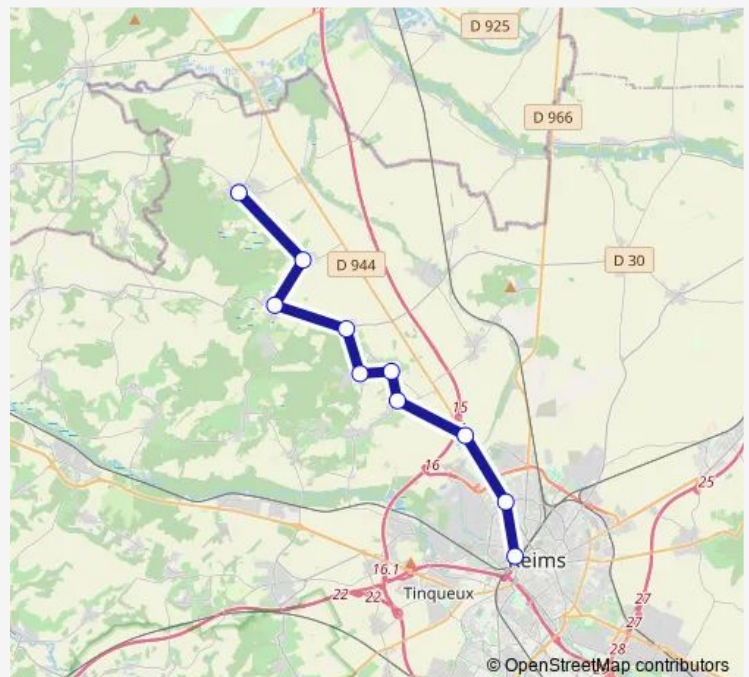 D 925
D 966
D 944
D 30
15
16
25
16.1
Reims
22
22
Tinqueux
27
27
28
© OpenStreetMap contributors